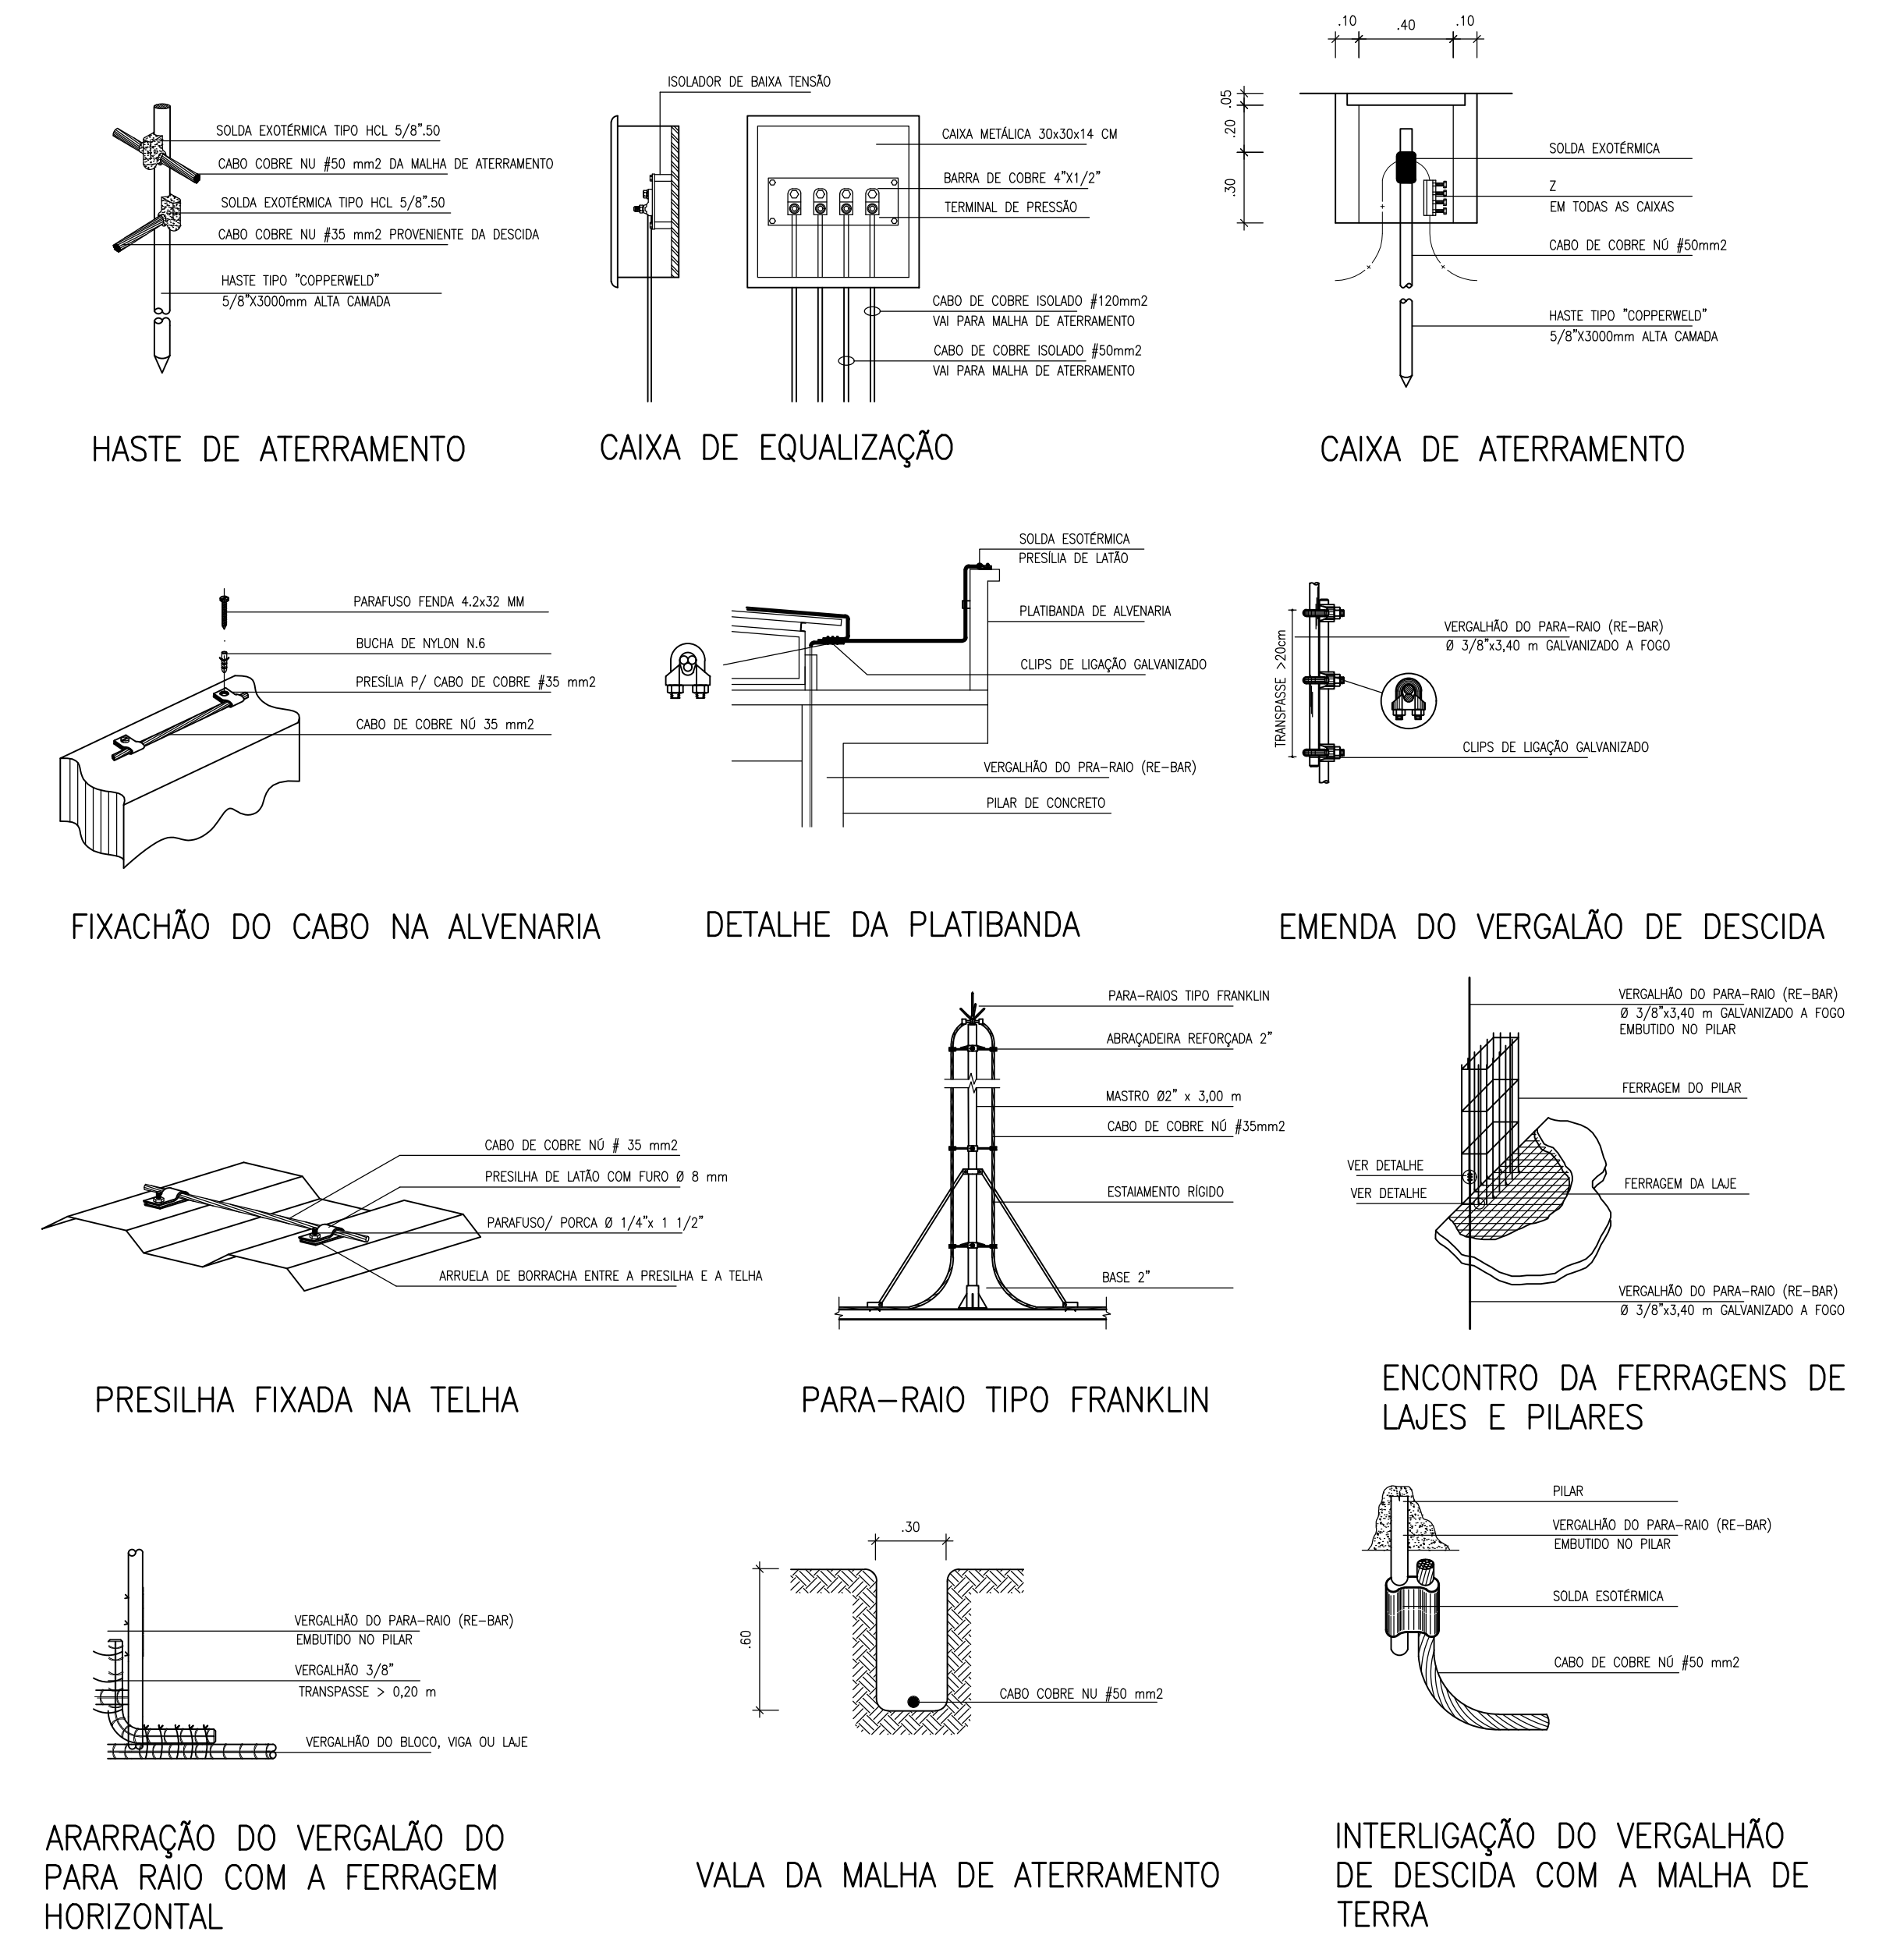 ISOLADOR DE BAIXA TENSÃO
SOLDA EXOTÉRMICA TIPO HCL 5/8".50
CABO COBRE NU #50 mm2 DA MALHA DE ATERRAMENTO
SOLDA EXOTÉRMICA TIPO HCL 5/8".50
CABO COBRE NU #35 mm2 PROVENIENTE DA DESCIDA
HASTE TIPO "COPPERWELD"
5/8"X3000mm ALTA CAMADA
HASTE DE ATERRAMENTO
CAIXA METÁLICA 30x30x14 CM
BARRA DE COBRE 4"X1/2"
TERMINAL DE PRESSÃO
CABO DE COBRE ISOLADO #120mm2
VAI PARA MALHA DE ATERRAMENTO
CABO DE COBRE ISOLADO #50mm2
VAI PARA MALHA DE ATERRAMENTO
CAIXA DE EQUALIZAÇÃO
.10
.40
.10
.05
.20
.30
SOLDA EXOTÉRMICA
Z
EM TODAS AS CAIXAS
CABO DE COBRE NÚ #50mm2
HASTE TIPO "COPPERWELD"
5/8"X3000mm ALTA CAMADA
CAIXA DE ATERRAMENTO
PARAFUSO FENDA 4.2x32 MM
BUCHA DE NYLON N.6
PRESÍLIA P/ CABO DE COBRE #35 mm2
CABO DE COBRE NÚ 35 mm2
FIXACHÃO DO CABO NA ALVENARIA
SOLDA ESOTÉRMICA
PRESÍLIA DE LATÃO
PLATIBANDA DE ALVENARIA
CLIPS DE LIGAÇÃO GALVANIZADO
VERGALHÃO DO PRA-RAIO (RE-BAR)
PILAR DE CONCRETO
DETALHE DA PLATIBANDA
TRANSPASSE >20cm
VERGALHÃO DO PARA-RAIO (RE-BAR)
Ø 3/8"x3,40 m GALVANIZADO A FOGO
CLIPS DE LIGAÇÃO GALVANIZADO
EMENDA DO VERGALÃO DE DESCIDA
CABO DE COBRE NÚ # 35 mm2
PRESILHA DE LATÃO COM FURO Ø 8 mm
PARAFUSO/ PORCA Ø 1/4"x 1 1/2"
ARRUELA DE BORRACHA ENTRE A PRESILHA E A TELHA
PRESILHA FIXADA NA TELHA
PARA-RAIOS TIPO FRANKLIN
ABRAÇADEIRA REFORÇADA 2"
MASTRO Ø2" x 3,00 m
CABO DE COBRE NÚ #35mm2
ESTAIAMENTO RÍGIDO
BASE 2"
PARA-RAIO TIPO FRANKLIN
VERGALHÃO DO PARA-RAIO (RE-BAR)
Ø 3/8"x3,40 m GALVANIZADO A FOGO
EMBUTIDO NO PILAR
FERRAGEM DO PILAR
VER DETALHE
FERRAGEM DA LAJE
VER DETALHE
VERGALHÃO DO PARA-RAIO (RE-BAR)
Ø 3/8"x3,40 m GALVANIZADO A FOGO
ENCONTRO DA FERRAGENS DE
LAJES E PILARES
VERGALHÃO DO PARA-RAIO (RE-BAR)
EMBUTIDO NO PILAR
VERGALHÃO 3/8"
TRANSPASSE > 0,20 m
VERGALHÃO DO BLOCO, VIGA OU LAJE
ARARRAÇÃO DO VERGALÃO DO
PARA RAIO COM A FERRAGEM
HORIZONTAL
.30
.60
CABO COBRE NU #50 mm2
VALA DA MALHA DE ATERRAMENTO
PILAR
VERGALHÃO DO PARA-RAIO (RE-BAR)
EMBUTIDO NO PILAR
SOLDA ESOTÉRMICA
CABO DE COBRE NÚ #50 mm2
INTERLIGAÇÃO DO VERGALHÃO
DE DESCIDA COM A MALHA DE
TERRA